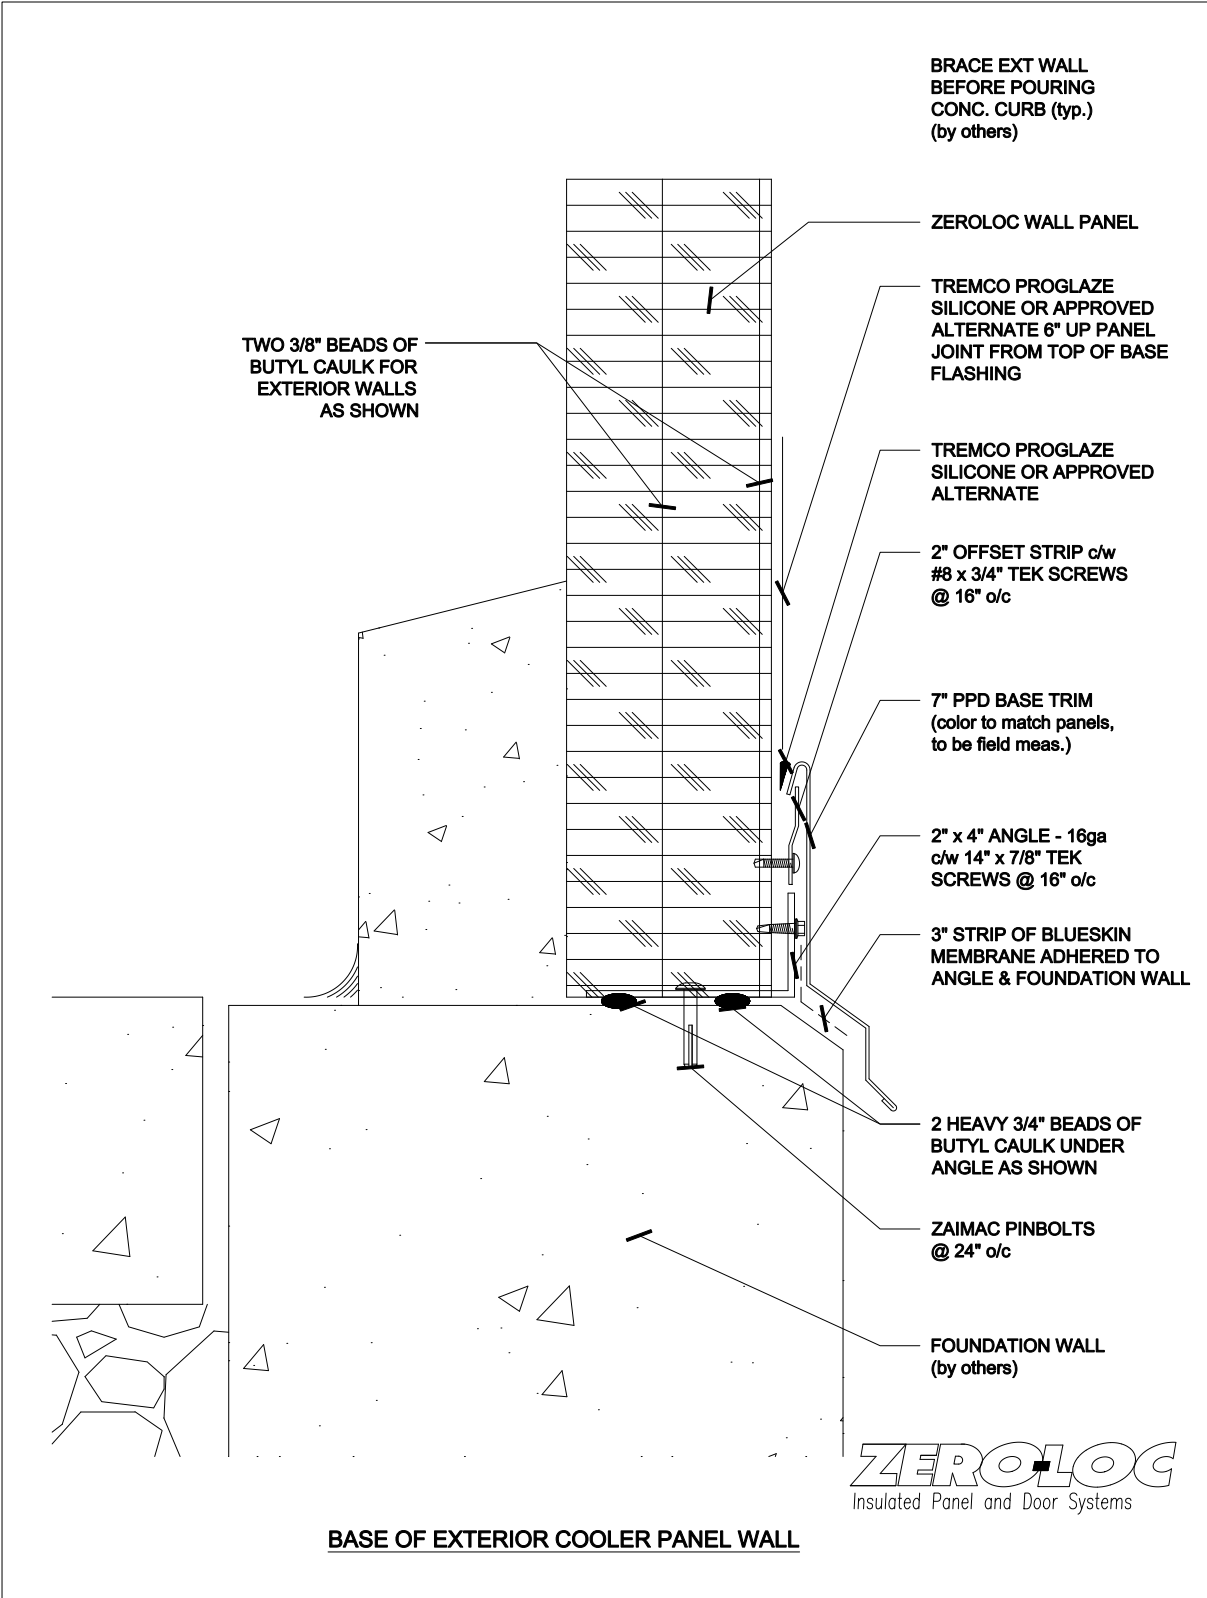 BRACE EXT WALL
BEFORE POURING
CONC. CURB (typ.)
(by others)
ZEROLOC WALL PANEL
TREMCO PROGLAZE
SILICONE OR APPROVED
ALTERNATE 6" UP PANEL
JOINT FROM TOP OF BASE
FLASHING
TWO 3/8" BEADS OF
BUTYL CAULK FOR
EXTERIOR WALLS
AS SHOWN
TREMCO PROGLAZE
SILICONE OR APPROVED
ALTERNATE
2" OFFSET STRIP c/w
#8 x 3/4" TEK SCREWS
@ 16" o/c
7" PPD BASE TRIM
(color to match panels,
to be field meas.)
2" x 4" ANGLE - 16ga
c/w 14" x 7/8" TEK
SCREWS @ 16" o/c
3" STRIP OF BLUESKIN
MEMBRANE ADHERED TO
ANGLE & FOUNDATION WALL
2 HEAVY 3/4" BEADS OF
BUTYL CAULK UNDER
ANGLE AS SHOWN
ZAIMAC PINBOLTS
@ 24" o/c
FOUNDATION WALL
(by others)
ZERO-LOC
Insulated Panel and Door Systems
BASE OF EXTERIOR COOLER PANEL WALL